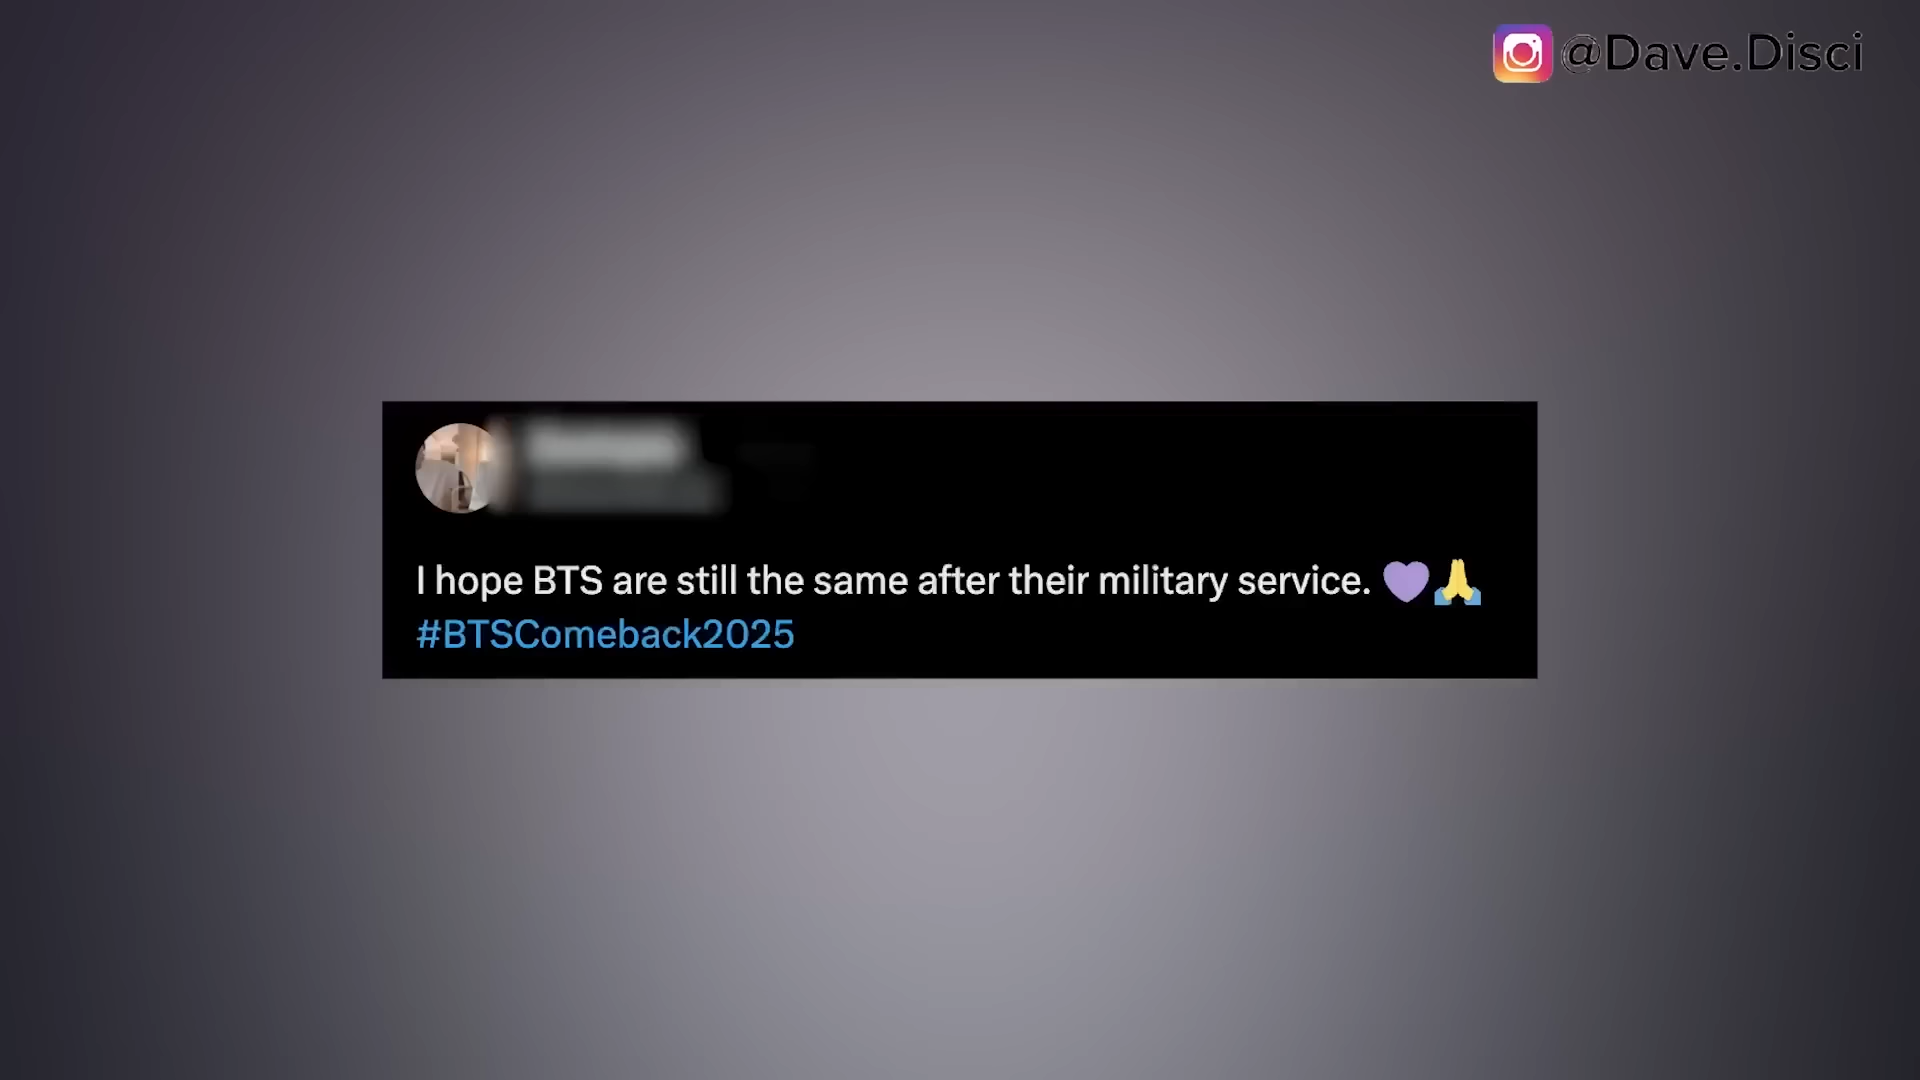 @Dave.Disci
I hope BTS are still the same after their military service. 💜🙏
#BTSComeback2025